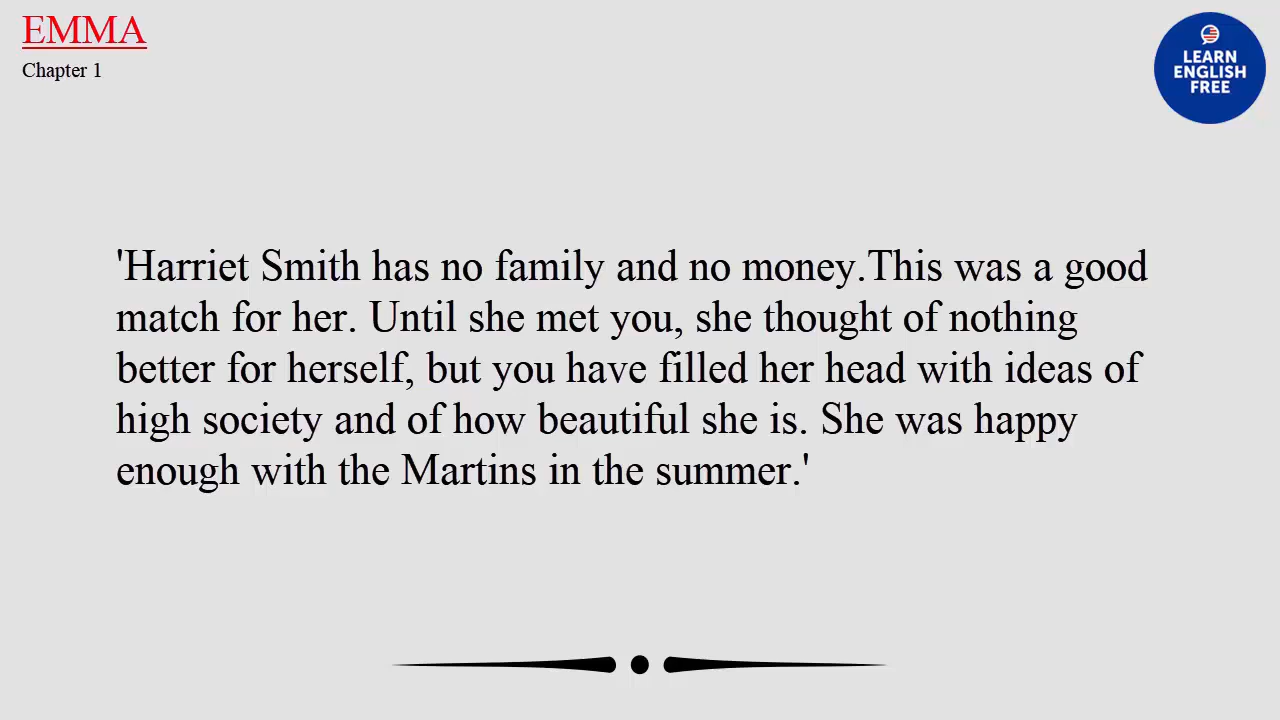 EMMA
Chapter 1
LEARN
ENGLISH
FREE
'Harriet Smith has no family and no money.This was a good
match for her. Until she met you, she thought of nothing
better for herself, but you have filled her head with ideas of
high society and of how beautiful she is. She was happy
enough with the Martins in the summer.'